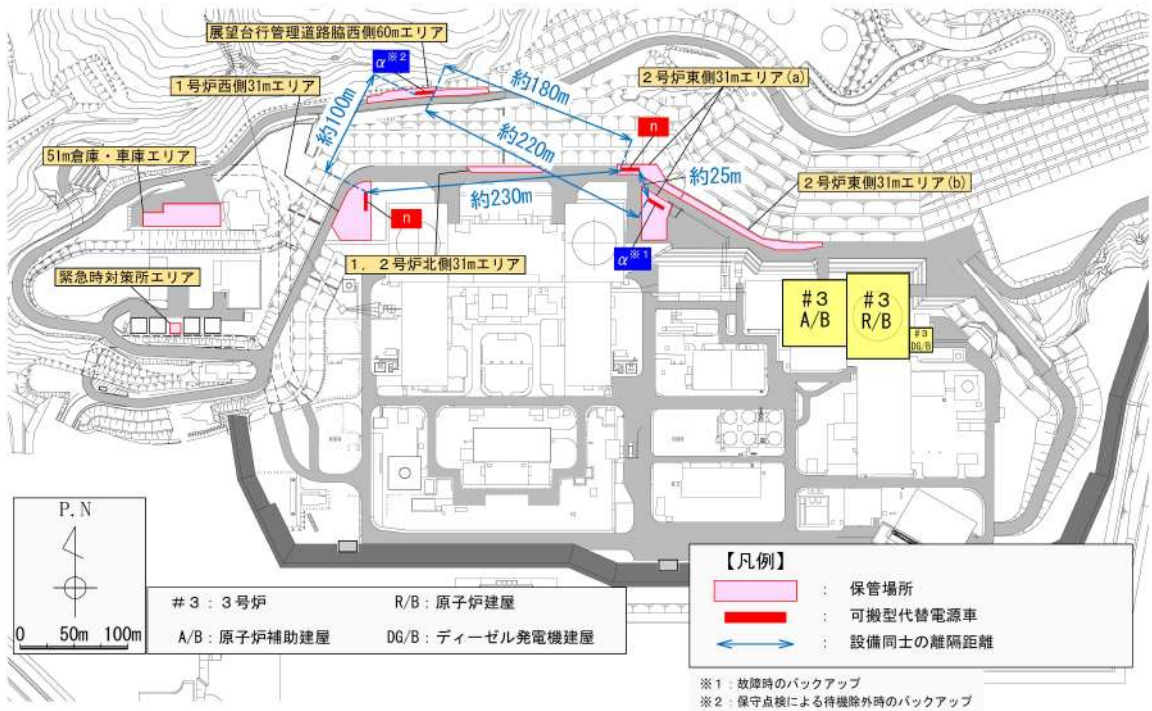 展望台行管理道路脇西側60mエリア
α※2
1号炉西側31mエリア
約180m
2号炉東側31mエリア(a)
約100m
n
約220m
51m倉庫・車庫エリア
約25m
2号炉東側31mエリア(b)
約230m
n
α※1
1，2号炉北側31mエリア
緊急時対策所エリア
#3
A/B
#3
R/B
#3
DG/B
P.N
0 50m 100m
#3：3号炉
R/B：原子炉建屋
A/B：原子炉補助建屋
DG/B：ディーゼル発電機建屋
【凡例】
： 保管場所
： 可搬型代替電源車
： 設備同士の離隔距離
※1：故障時のバックアップ
※2：保守点検による待機除外時のバックアップ